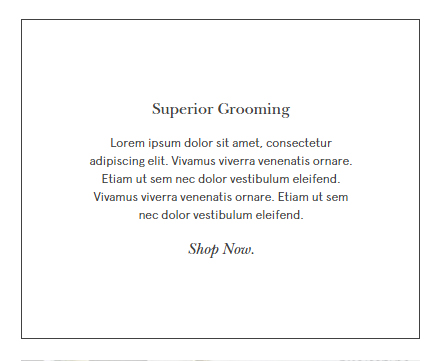 Superior Grooming
Lorem ipsum dolor sit amet, consectetur
adipiscing elit. Vivamus viverra venenatis ornare.
Etiam ut sem nec dolor vestibulum eleifend.
Vivamus viverra venenatis ornare. Etiam ut sem
nec dolor vestibulum eleifend.
Shop Now.